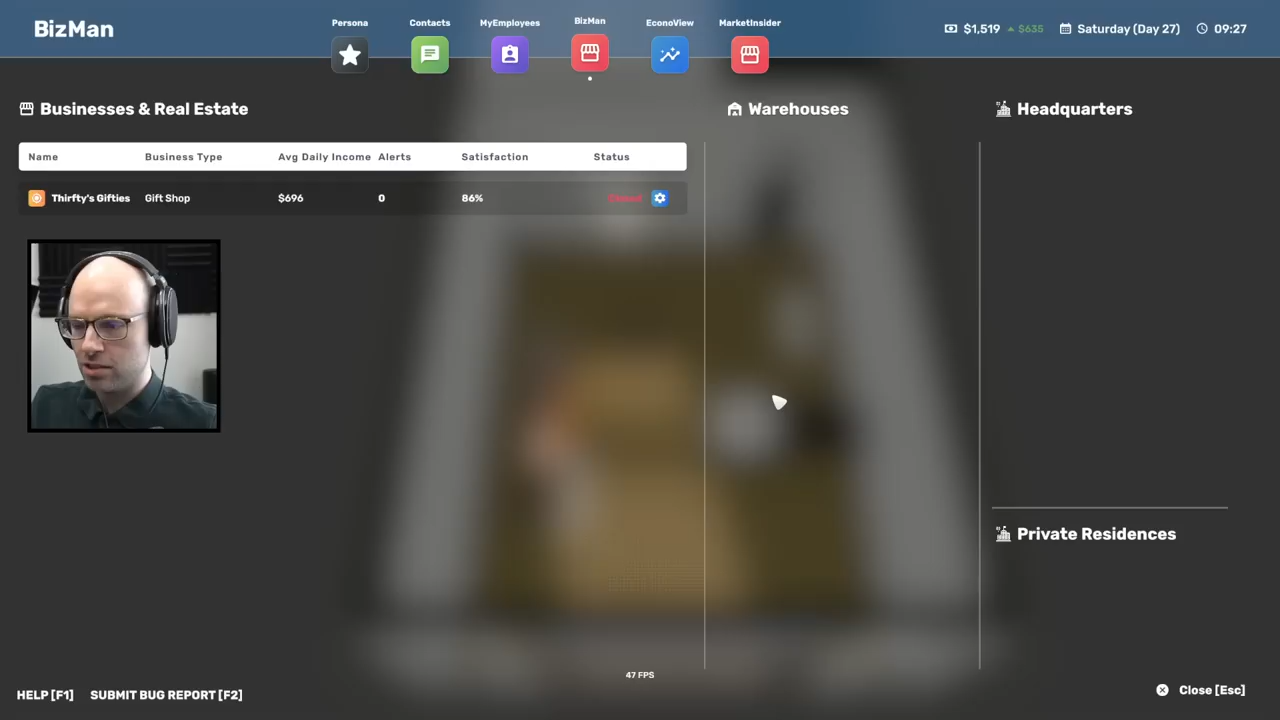 BizMan
Persona
Contacts
MyEmployees
BizMan
EconoView
MarketInsider
$1,519 $635
Saturday (Day 27)
09:27
Businesses & Real Estate
Warehouses
Headquarters
Name Business Type Avg Daily Income Alerts Satisfaction Status
Thirfty's Gifties Gift Shop $696 0 86%
Private Residences
47 FPS
HELP [F1] SUBMIT BUG REPORT [F2]
Close [Esc]